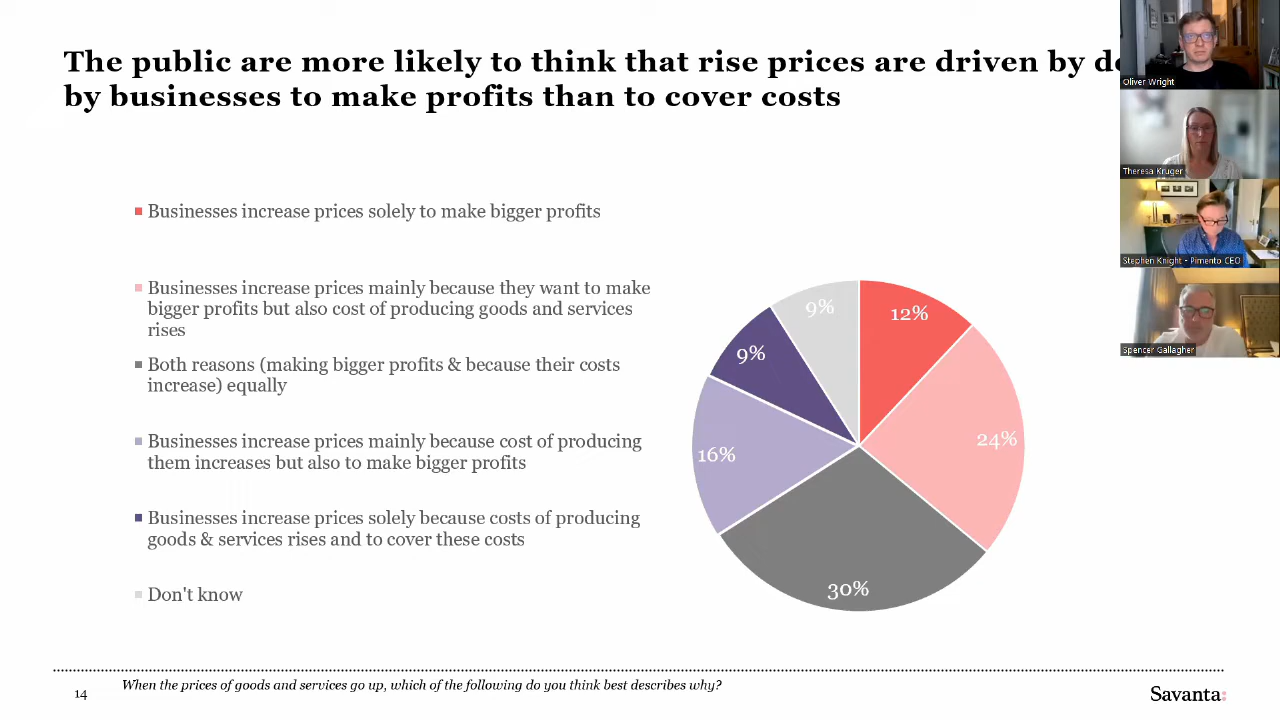 The public are more likely to think that rise prices are driven by
by businesses to make profits than to cover costs
Businesses increase prices solely to make bigger profits
Businesses increase prices mainly because they want to make
bigger profits but also cost of producing goods and services
rises
Both reasons (making bigger profits & because their costs
increase) equally
Businesses increase prices mainly because cost of producing
them increases but also to make bigger profits
Businesses increase prices solely because costs of producing
goods & services rises and to cover these costs
Don't know
9%
12%
9%
24%
16%
30%
Oliver Wright
Theresa Kruger
Stephen Knight - Pimento CEO
Spencer Gallagher
14
When the prices of goods and services go up, which of the following do you think best describes why?
Savanta: